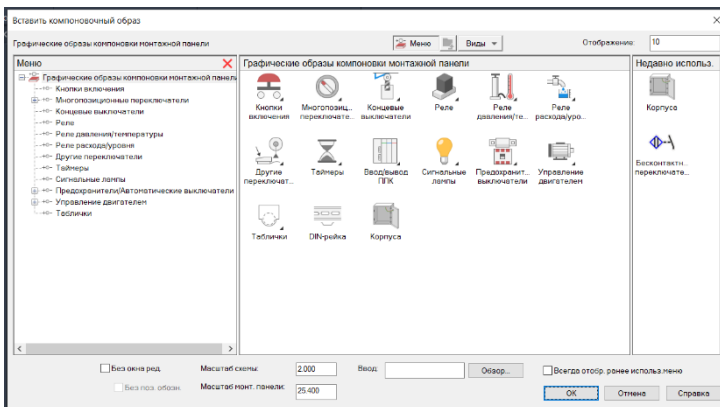 Вставить компоновочный образ
Графические образы компоновки монтажной панели
Меню
Виды
Отображение:
10
Меню
Графические образы компоновки монтажной панел
Кнопки включения
Многопозиционные переключатели
Концевые выключатели
Реле
Реле давления/температуры
Реле расхода/уровня
Другие переключатели
Таймеры
Сигнальные лампы
Предохранители/Автоматические выключатели
Управление двигателем
Таблички
Графические образы компоновки монтажной панели
Кнопки включения
Многопозиц... переключате...
Концевые выключатели
Реле
Реле давления/те...
Реле расхода/уро...
Другие переключат...
Таймеры
Ввод/вывод ППК
Сигнальные лампы
Предохранит... выключатели
Управление двигателем
Таблички
DIN-рейка
Корпуса
Недавно использ.
Корпуса
Бесконтактн... переключате...
Без окна ред.
Масштаб схемы:
2.000
Ввод:
Обзор...
Всегда отобр. ранее использ.меню
Без поз. обозн.
Масштаб монт. панели:
25.400
OK
Отмена
Справка